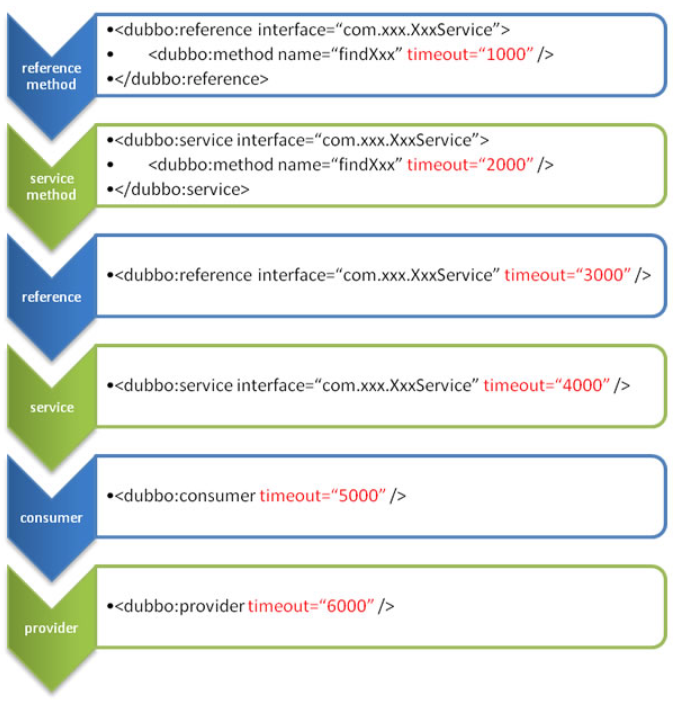 reference
method
•<dubbo:reference interface=“com.xxx.XxxService”>
• <dubbo:method name=“findXxx” timeout=“1000” />
•</dubbo:reference>
service
method
•<dubbo:service interface=“com.xxx.XxxService”>
• <dubbo:method name=“findXxx” timeout=“2000” />
•</dubbo:service>
reference
•<dubbo:reference interface=“com.xxx.XxxService” timeout=“3000” />
service
•<dubbo:service interface=“com.xxx.XxxService” timeout=“4000” />
consumer
•<dubbo:consumer timeout=“5000” />
provider
•<dubbo:provider timeout=“6000” />